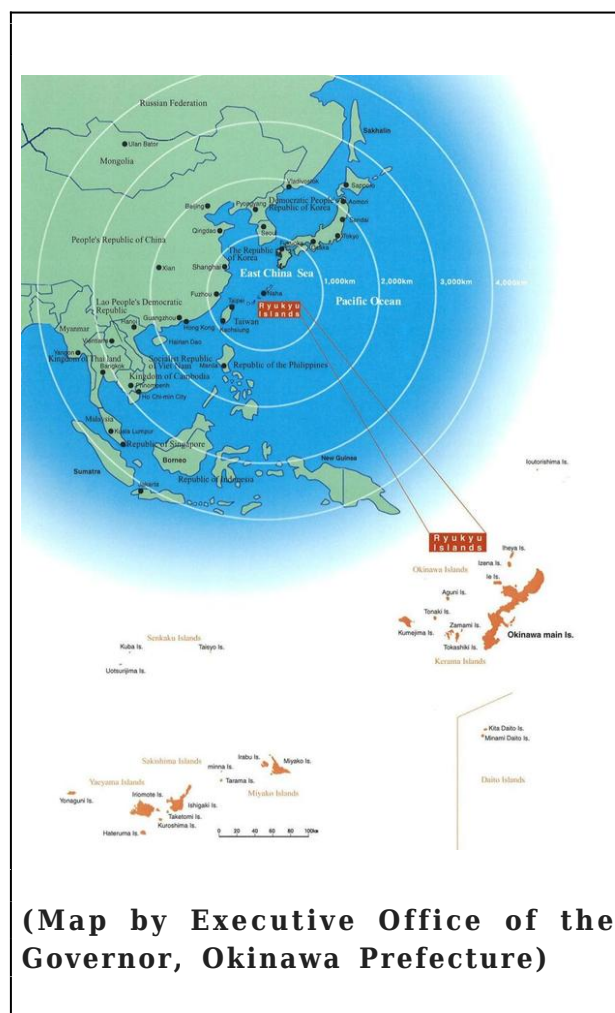 Russian Federation
Sakhalin
Ulan Bator
Mongolia
Vladivostok
Sapporo
Beijing
Pyongyang
Democratic People's
Republic of Korea
Aomori
Qingdao
Seoul
Sendai
People's Republic of China
Tokyo
The Republic
of Korea
Xian
Shanghai
East China Sea
1,000km
2,000km
3,000km
4,000km
Fuzhou
Naha
Pacific Ocean
Lao People's Democratic
Republic
Taipei
Ryukyu
Islands
Guangzhou
Hanoi
Taiwan
Myanmar
Hong Kong
Kaohsiung
Vientiane
Hainan Dao
Yangon
Kingdom of Thailand
Socialist Republic
of Viet Nam
Manila
Republic of the Philippines
Bangkok
Kingdom of Cambodia
Phnompenh
Ho Chi-min City
Malaysia
Kuala Lumpur
Republic of Singapore
Borneo
New Guinea
Sumatra
Republic of Indonesia
Jakarta
Ioutorishima Is.
Ryukyu
Islands
Iheya Is.
Okinawa Islands
Izena Is.
Ie Is.
Aguni Is.
Tonaki Is.
Zamami Is.
Kumejima Is.
Okinawa main Is.
Tokashiki Is.
Kerama Islands
Senkaku Islands
Kuba Is.
Taisyo Is.
Uotsurijima Is.
Kita Daito Is.
Minami Daito Is.
Sakishima Islands
Irabu Is.
Miyako Is.
minna Is.
Tarama Is.
Daito Islands
Yaeyama Islands
Miyako Islands
Yonaguni Is.
Iriomote Is.
Ishigaki Is.
Taketomi Is.
Kuroshima Is.
Hateruma Is.
0 20 40 60 80 100km
(Map by Executive Office of the
Governor, Okinawa Prefecture)